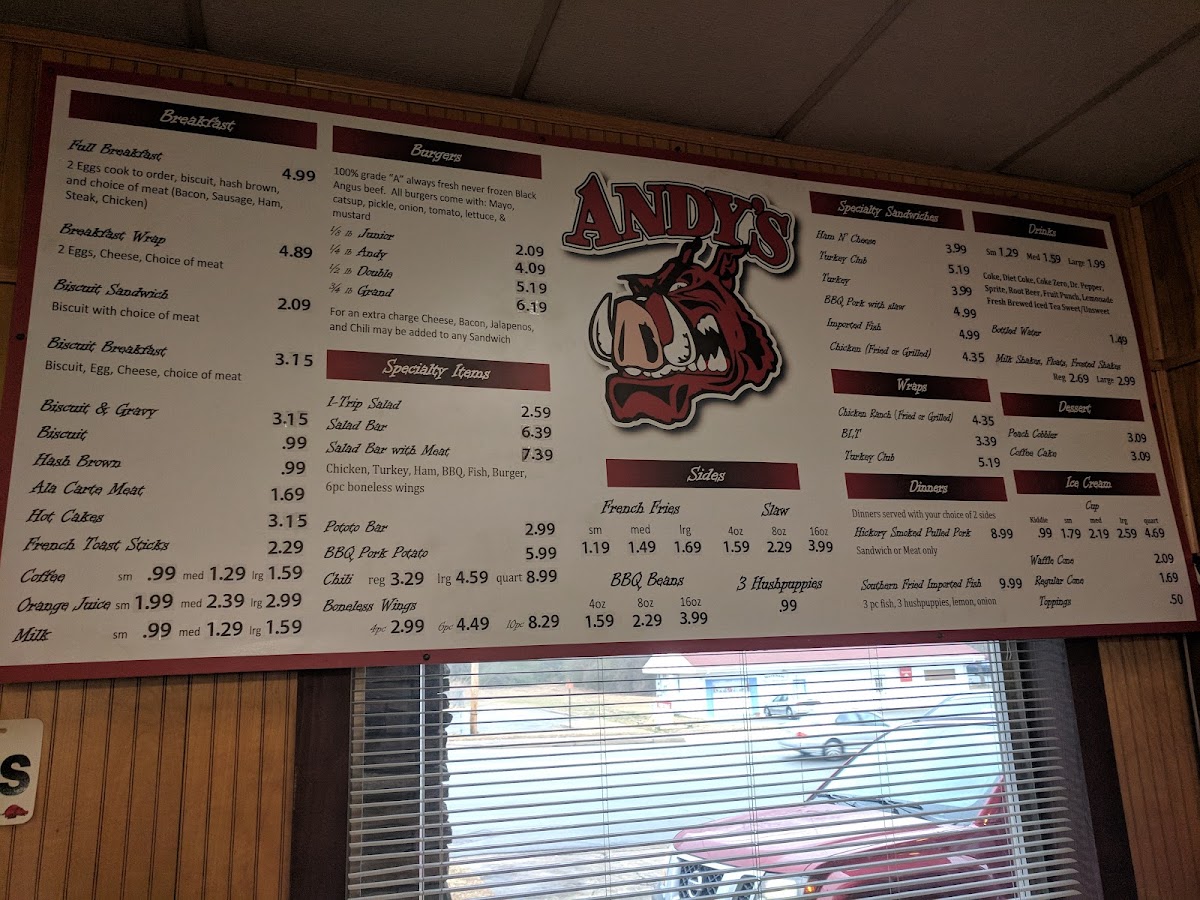 Breakfast
Full Breakfast
2 Eggs cook to order, biscuit, hash brown, 4.99
and choice of meat (Bacon, Sausage, Ham,
Steak, Chicken)
Breakfast Wrap 4.89
2 Eggs, Cheese, Choice of meat
Biscuit Sandwich 2.09
Biscuit with choice of meat
Biscuit Breakfast 3.15
Biscuit, Egg, Cheese, choice of meat
Biscuit & Gravy 3.15
Biscuit .99
Hash Brown .99
Ala Carte Meat 1.69
Hot Cakes 3.15
French Toast Sticks 2.29
Coffee sm .99 med 1.29 lrg 1.59
Orange Juice sm 1.99 med 2.39 lrg 2.99
Milk sm .99 med 1.29 lrg 1.59
Burgers
100% grade "A" always fresh never frozen Black
Angus beef. All burgers come with: Mayo,
catsup, pickle, onion, tomato, lettuce, &
mustard
⅛ lb Junior 2.09
¼ lb Andy 4.09
½ lb Double 5.19
¾ lb Grand 6.19
For an extra charge Cheese, Bacon, Jalapenos,
and Chili may be added to any Sandwich
Specialty Items
I-Trip Salad 2.59
Salad Bar 6.39
Salad Bar with Meat 7.39
Chicken, Turkey, Ham, BBQ, Fish, Burger,
6pc boneless wings
Pototo Bar 2.99
BBQ Pork Potato 5.99
Chili reg 3.29 lrg 4.59 quart 8.99
Boneless Wings
4pc 2.99 6pc 4.49 10pc 8.29
ANDY'S
Sides
French Fries
sm med lrg
1.19 1.49 1.69
Slaw
4oz 8oz 16oz
1.59 2.29 3.99
BBQ Beans
4oz 8oz 16oz
1.59 2.29 3.99
3 Hushpuppies
.99
Specialty Sandwiches
Ham N' Cheese 3.99
Turkey Club 5.19
Turkey 3.99
BBQ Pork with slaw 4.99
Imported Fish 4.99
Chicken (Fried or Grilled) 4.35
Wraps
Chicken Ranch (Fried or Grilled) 4.35
BLT 3.39
Turkey Club 5.19
Dinners
Dinners served with your choice of 2 sides
Hickory Smoked Pulled Pork 8.99
Sandwich or Meat only
Southern Fried Imported Fish 9.99
3 pc fish, 3 hushpuppies, lemon, onion
Drinks
Sm 1.29 Med 1.59 Large 1.99
Coke, Diet Coke, Coke Zero, Dr. Pepper,
Sprite, Root Beer, Fruit Punch, Lemonade
Fresh Brewed Iced Tea Sweet/Unsweet
Bottled Water 1.49
Milk Shakes, Floats, Frosted Shakes
Reg 2.69 Large 2.99
Dessert
Peach Cobbler 3.09
Coffee Cake 3.09
Ice Cream
Cup
Kiddie sm med lrg quart
.99 1.79 2.19 2.59 4.69
Waffle Cone 2.09
Regular Cone 1.69
Toppings .50
S